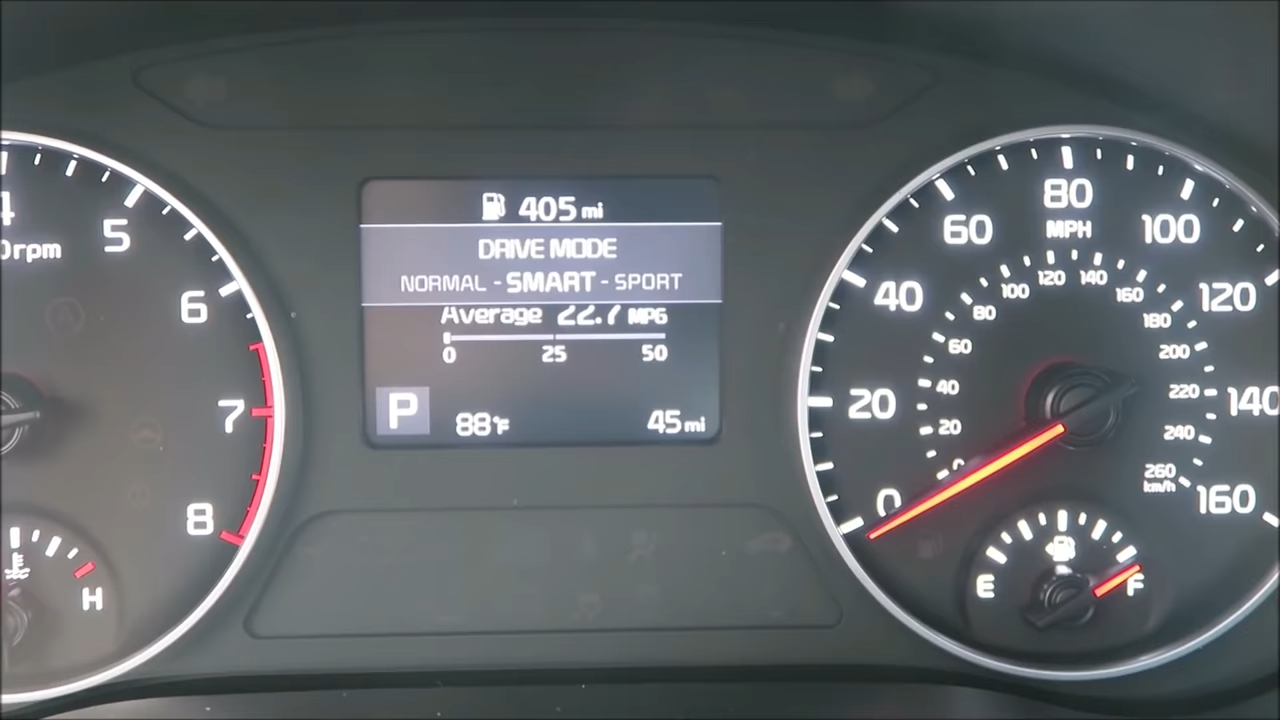 405 mi
DRIVE MODE
NORMAL - SMART - SPORT
Average 22.7 MPG
0 25 50
P 88°F 45 mi
5
6
7
8
H
0rpm
0 20 40 60 80 100 120 140 160
MPH
0 20 40 60 80 100 120 140 160 180 200 220 240 260
km/h
E F